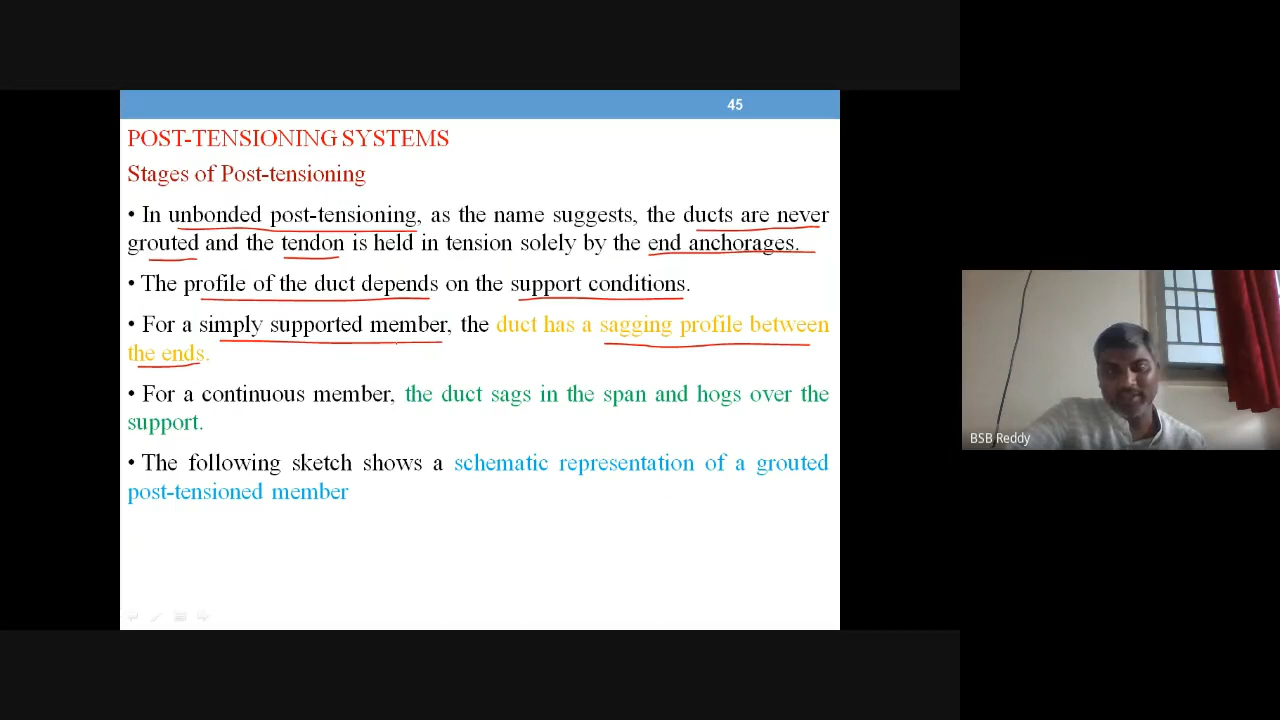 45
POST-TENSIONING SYSTEMS
Stages of Post-tensioning
• In unbonded post-tensioning, as the name suggests, the ducts are never
grouted and the tendon is held in tension solely by the end anchorages.
• The profile of the duct depends on the support conditions.
• For a simply supported member, the duct has a sagging profile between
the ends.
• For a continuous member, the duct sags in the span and hogs over the
support.
• The following sketch shows a schematic representation of a grouted
post-tensioned member
BSB Reddy